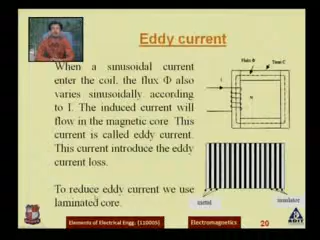 Eddy current
When a sinusoidal current
enter the coil. the flux Φ also
varies sinusoidally according
to I. The induced current will
flow in the magnetic core. This
current is called eddy current.
This current introduce the eddy
current loss.
To reduce eddy current we use
laminated core.
Flux Φ
Turns C
I
metal
insulator
Elements of Electrical Engg. (110005)
Electromagnetics
20
ADIT